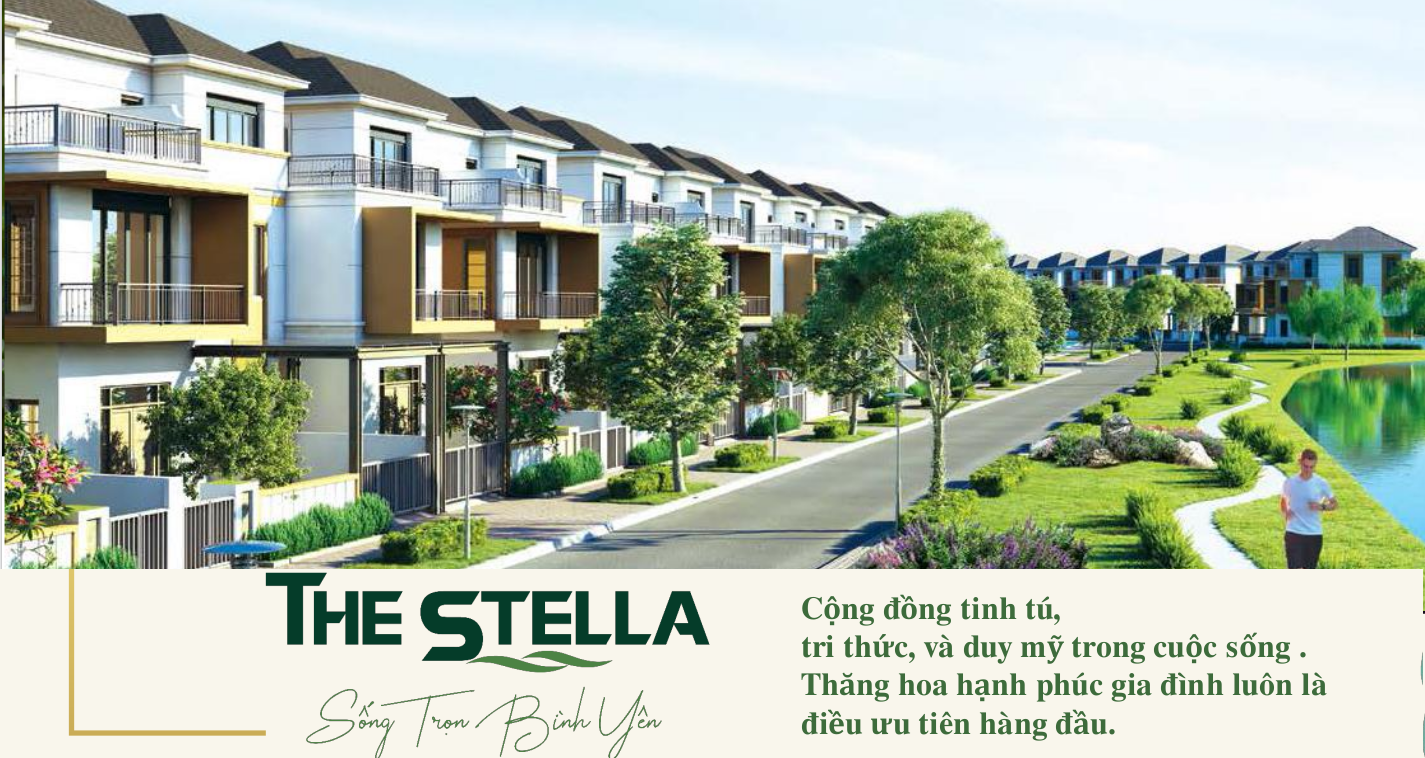 THE STELLA
Sống Trọn Bình Yên
Cộng đồng tinh tú,
tri thức, và duy mỹ trong cuộc sống .
Thăng hoa hạnh phúc gia đình luôn là
điều ưu tiên hàng đầu.